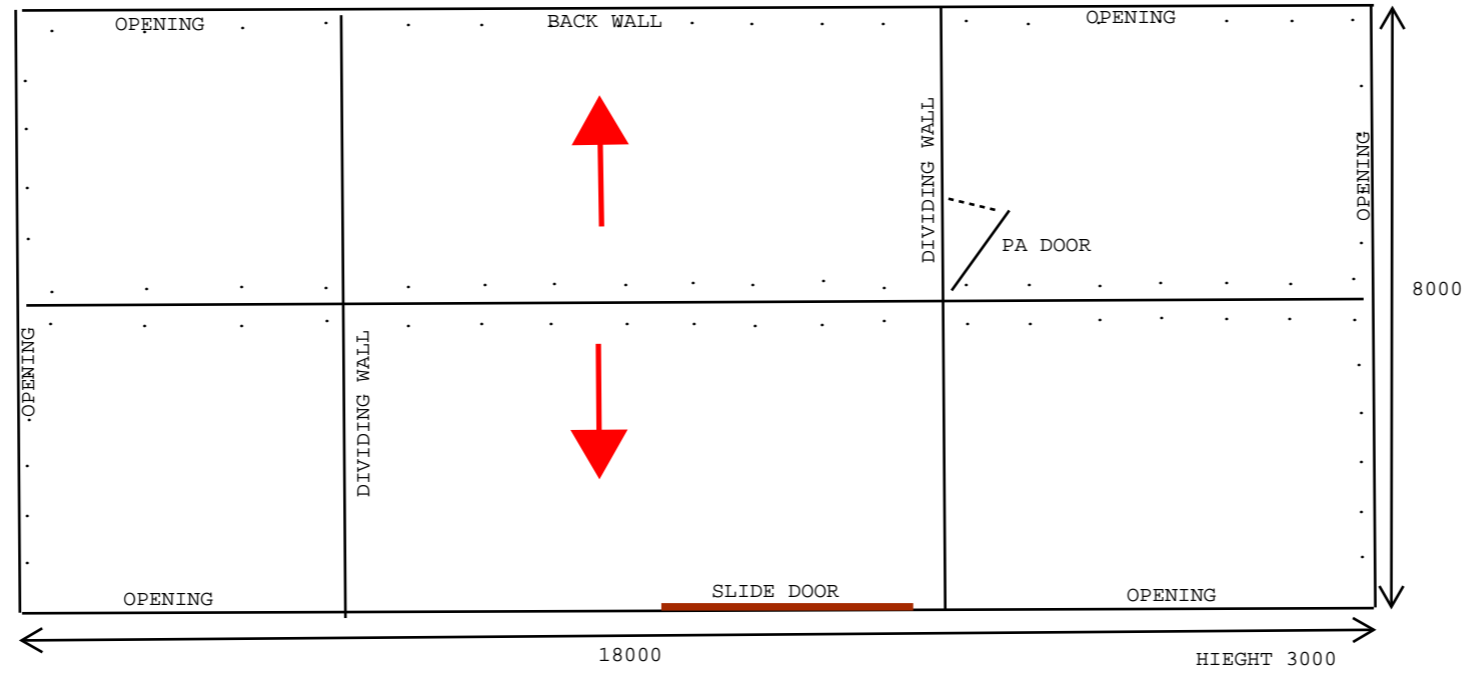 OPENING
BACK WALL
OPENING
DIVIDING WALL
OPENING
PA DOOR
8000
OPENING
DIVIDING WALL
SLIDE DOOR
OPENING
OPENING
18000
HIEGHT 3000